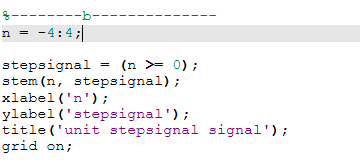 %--------b--------------
n = -4:4;
stepsignal = (n >= 0);
stem(n, stepsignal);
xlabel('n');
ylabel('stepsignal');
title('unit stepsignal signal');
grid on;